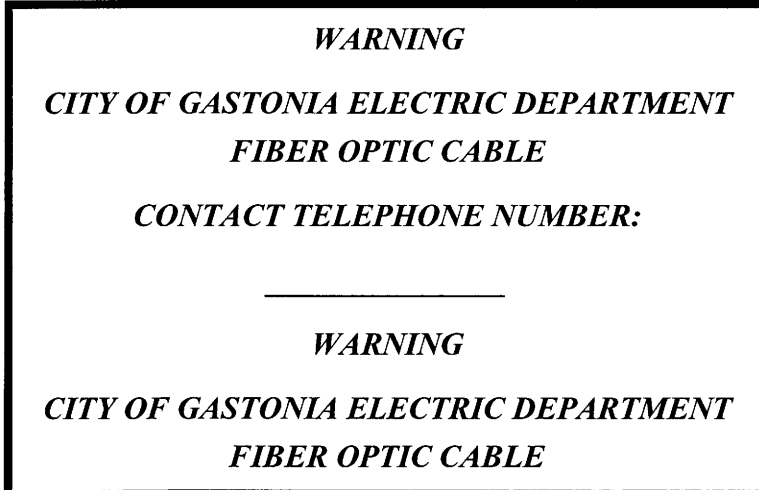 WARNING
CITY OF GASTONIA ELECTRIC DEPARTMENT
FIBER OPTIC CABLE
CONTACT TELEPHONE NUMBER:
WARNING
CITY OF GASTONIA ELECTRIC DEPARTMENT
FIBER OPTIC CABLE